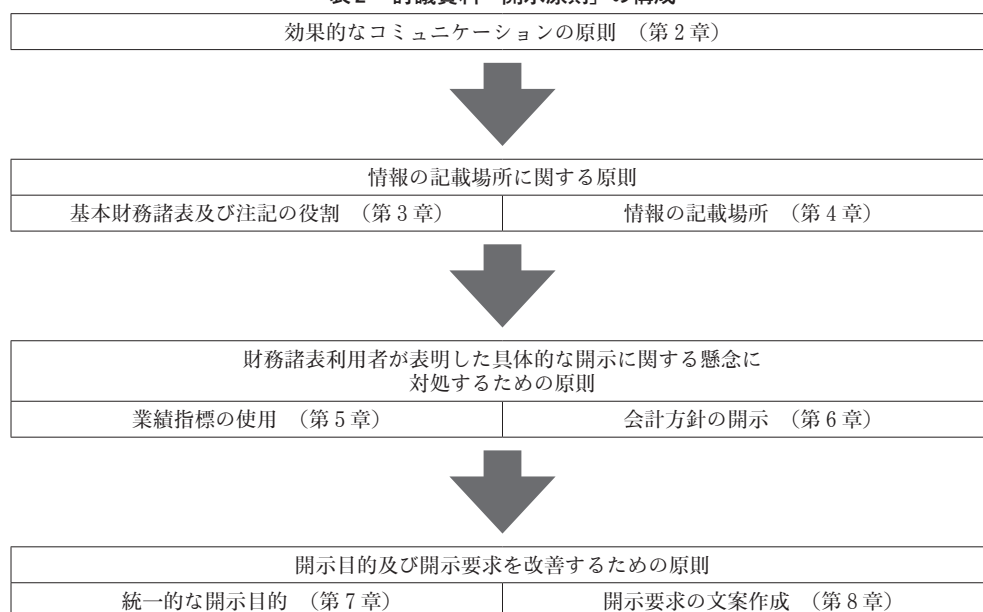 効果的なコミュニケーションの原則 （第２章）
情報の記載場所に関する原則
基本財務諸表及び注記の役割 （第３章）
情報の記載場所 （第４章）
財務諸表利用者が表明した具体的な開示に関する懸念に
対処するための原則
業績指標の使用 （第５章）
会計方針の開示 （第６章）
開示目的及び開示要求を改善するための原則
統一的な開示目的 （第７章）
開示要求の文案作成 （第８章）